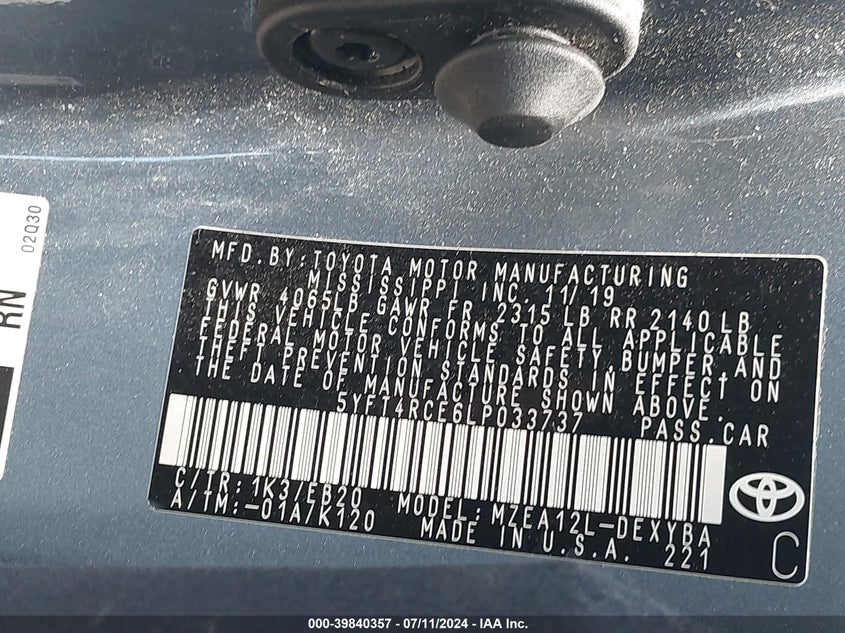 02Q30
RN
MFD.BY:TOYOTA MOTOR MANUFACTURING
MISSISSIPPI INC. 11/19
GVWR 4065LB GAWR FR 2315LB RR 2140LB
THIS VEHICLE CONFORMS TO ALL APPLICABLE
FEDERAL MOTOR VEHICLE SAFETY,BUMPER,AND
THEFT PREVENTION STANDARDS IN EFFECT ON
THE DATE OF MANUFACTURE SHOWN ABOVE.
5YFT4RCE6LP033737 PASS.CAR
C/TR:1K3/EB20 MODEL:MZEA12L-DEXYBA
A/TM:-01A/K120 MADE IN U.S.A. 221
C
000-39840357 - 07/11/2024 - IAA Inc.